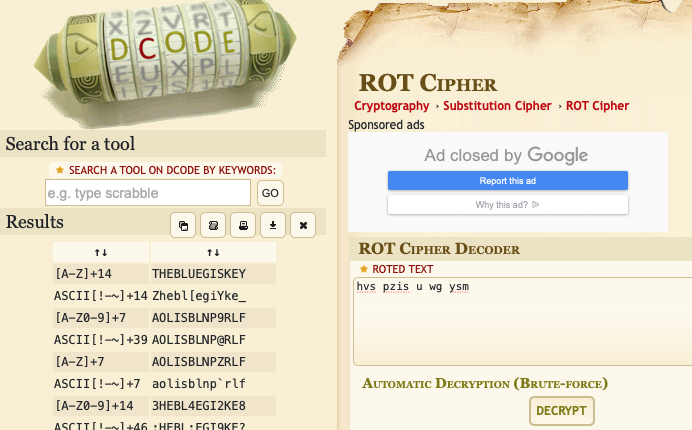 X Z V R T
D C O D E
E U X P L
Search for a tool
★ SEARCH A TOOL ON DCODE BY KEYWORDS:
e.g. type scrabble
GO
Results
↑↓ ↑↓
[A-Z]+14 THEBLUEGISKEY
ASCII[!-~]+14 Zhebl[egiYke_
[A-Z0-9]+7 AOLISBLNP9RLF
ASCII[!-~]+39 AOLISBLNP@RLF
[A-Z]+7 AOLISBLNPZRLF
ASCII[!-~]+7 aolisblnp`rlf
[A-Z0-9]+14 3HEBL4EGI2KE8
ASCII[!-~]+46 :HEBL;EGI9KE?
ROT Cipher
Cryptography › Substitution Cipher › ROT Cipher
Sponsored ads
Ad closed by Google
Report this ad
Why this ad?
ROT Cipher Decoder
★ ROTED TEXT
hvs pzis u wg ysm
Automatic Decryption (Brute-force)
DECRYPT